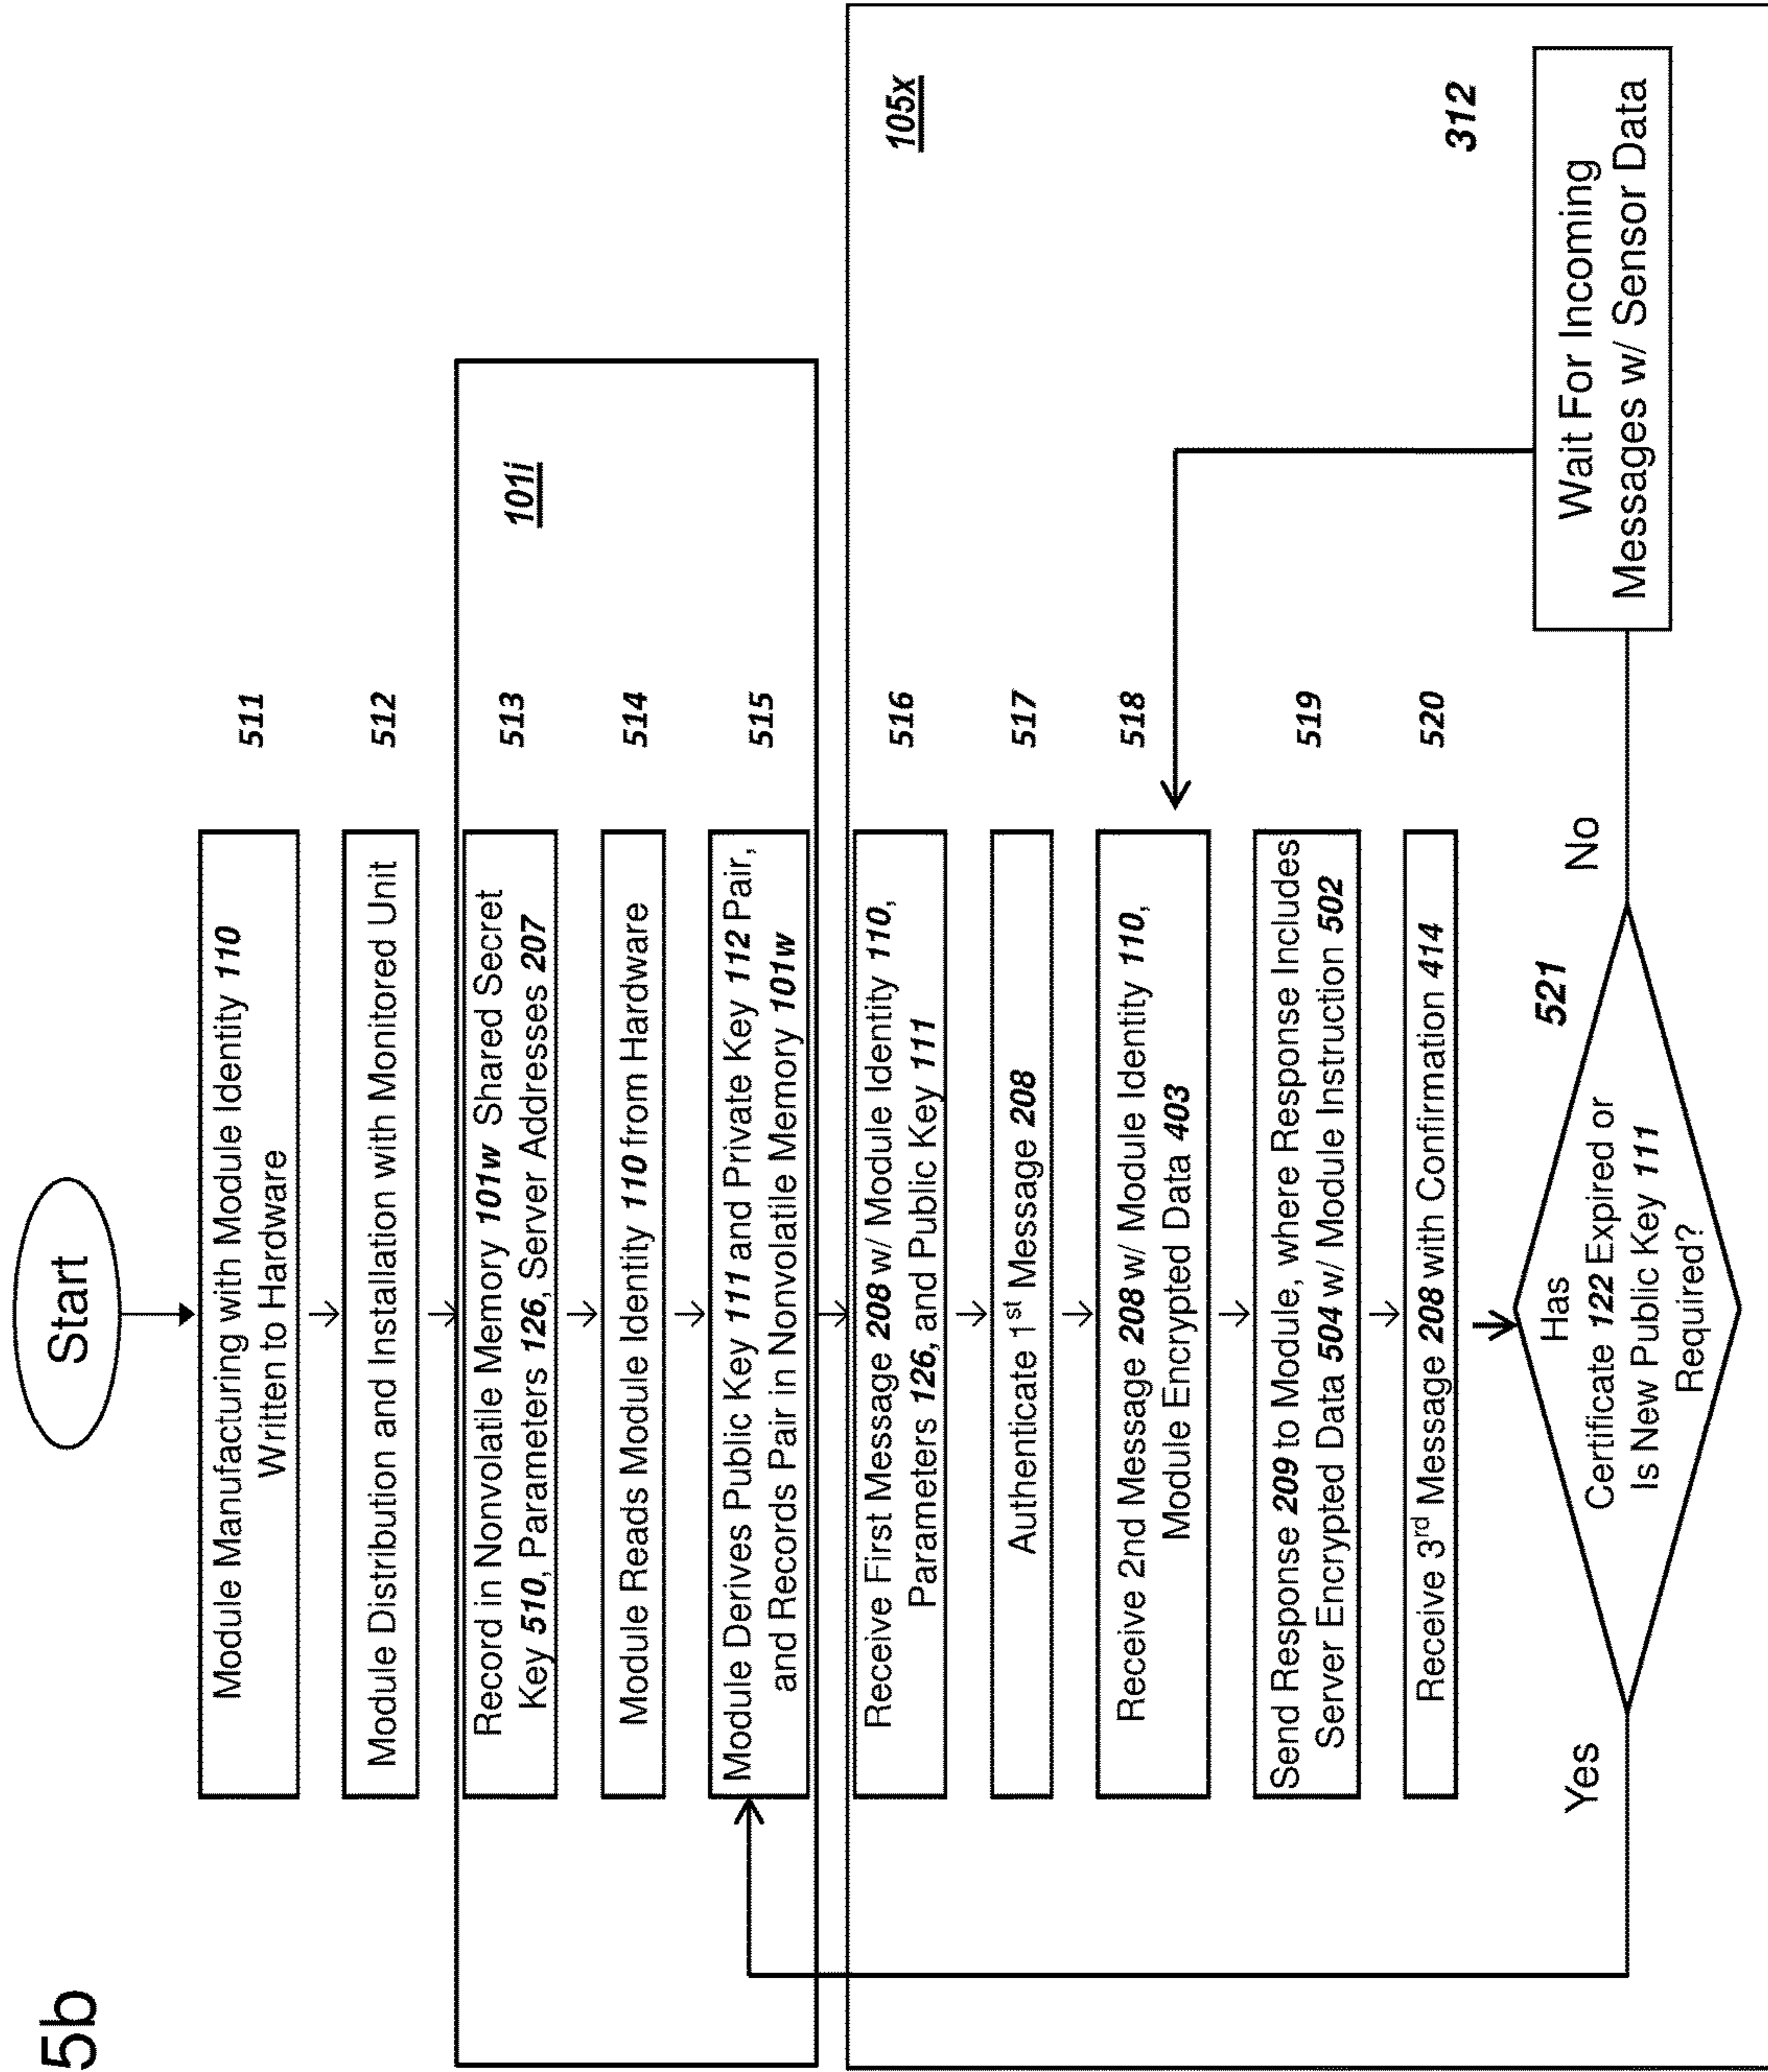 5b
Start
Module Manufacturing with Module Identity 110
Written to Hardware
511
Module Distribution and Installation with Monitored Unit
512
101i
Record in Nonvolatile Memory 101w Shared Secret
Key 510, Parameters 126, Server Addresses 207
513
Module Reads Module Identity 110 from Hardware
514
Module Derives Public Key 111 and Private Key 112 Pair,
and Records Pair in Nonvolatile Memory 101w
515
105x
Receive First Message 208 w/ Module Identity 110,
Parameters 126, and Public Key 111
516
Authenticate 1st Message 208
517
Receive 2nd Message 208 w/ Module Identity 110,
Module Encrypted Data 403
518
Send Response 209 to Module, where Response Includes
Server Encrypted Data 504 w/ Module Instruction 502
519
Receive 3rd Message 208 with Confirmation 414
520
Has
Certificate 122 Expired or
Is New Public Key 111
Required?
521
Yes
No
Wait For Incoming
Messages w/ Sensor Data
312